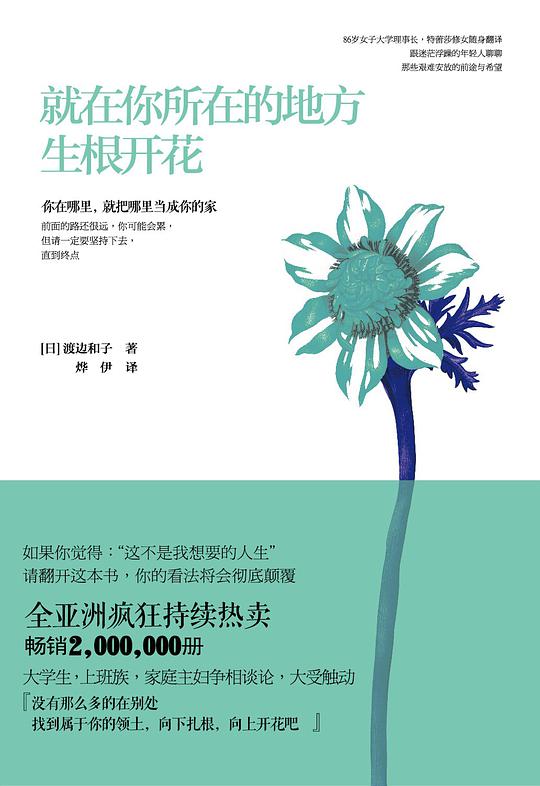 86岁女子大学理事长，特蕾莎修女随身翻译
跟迷茫浮躁的年轻人聊聊
那些艰难安放的前途与希望
就在你所在的地方
生根开花
你在哪里，就把哪里当成你的家
前面的路还很远，你可能会累，
但请一定要坚持下去，
直到终点
[日]渡边和子 著
烨伊 译
如果你觉得：“这不是我想要的人生”
请翻开这本书，你的看法将会彻底颠覆
全亚洲疯狂持续热卖
畅销2,000,000册
大学生，上班族，家庭主妇争相谈论，大受触动
『没有那么多的在别处
找到属于你的领土，向下扎根，向上开花吧 』